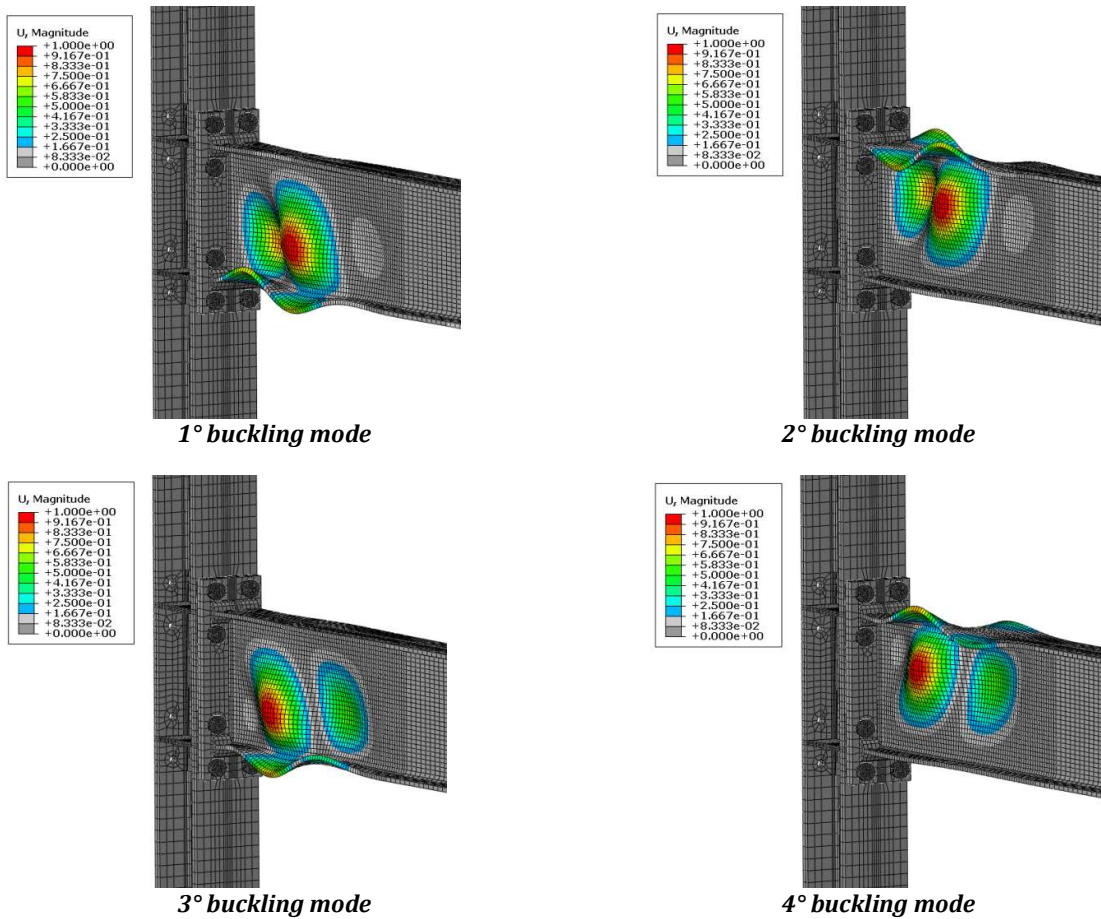 U, Magnitude
+1.000e+00
+9.167e-01
+8.333e-01
+7.500e-01
+6.667e-01
+5.833e-01
+5.000e-01
+4.167e-01
+3.333e-01
+2.500e-01
+1.667e-01
+8.333e-02
+0.000e+00
1° buckling mode
U, Magnitude
+1.000e+00
+9.167e-01
+8.333e-01
+7.500e-01
+6.667e-01
+5.833e-01
+5.000e-01
+4.167e-01
+3.333e-01
+2.500e-01
+1.667e-01
+8.333e-02
+0.000e+00
2° buckling mode
U, Magnitude
+1.000e+00
+9.167e-01
+8.333e-01
+7.500e-01
+6.667e-01
+5.833e-01
+5.000e-01
+4.167e-01
+3.333e-01
+2.500e-01
+1.667e-01
+8.333e-02
+0.000e+00
3° buckling mode
U, Magnitude
+1.000e+00
+9.167e-01
+8.333e-01
+7.500e-01
+6.667e-01
+5.833e-01
+5.000e-01
+4.167e-01
+3.333e-01
+2.500e-01
+1.667e-01
+8.333e-02
+0.000e+00
4° buckling mode